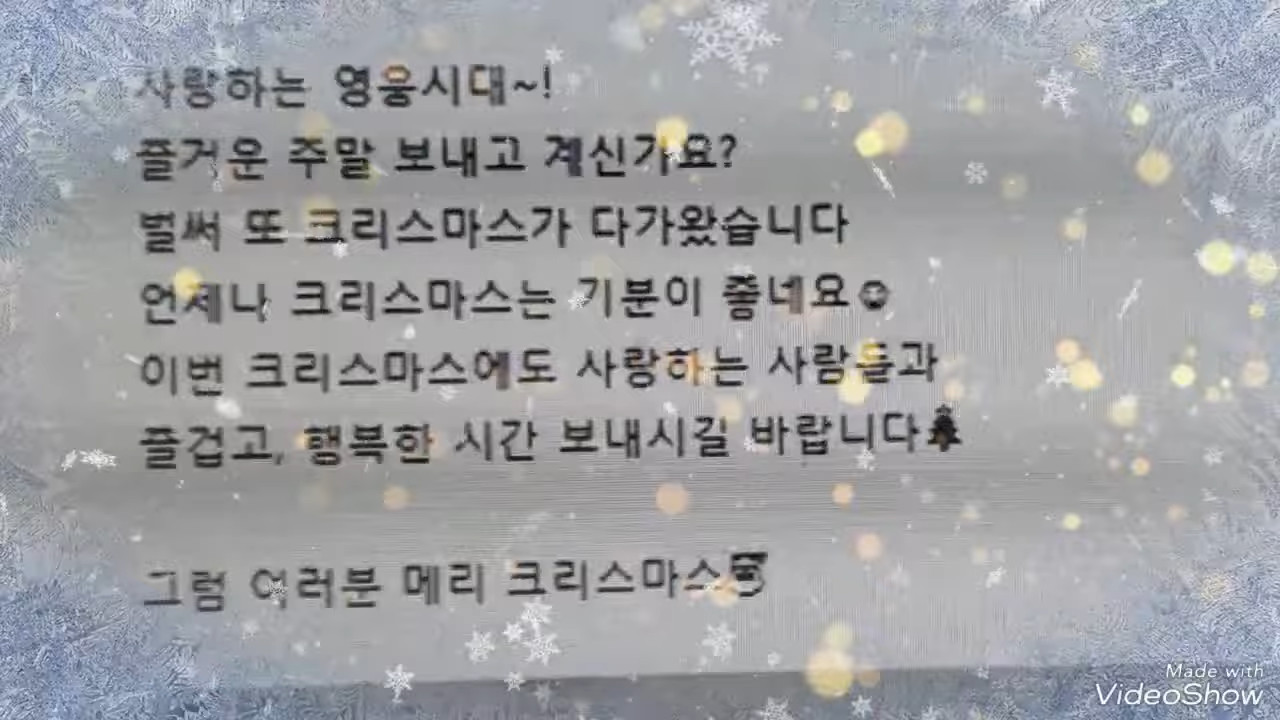 사랑하는 영웅시대~!
즐거운 주말 보내고 계신가요?
벌써 또 크리스마스가 다가왔습니다
언제나 크리스마스는 기분이 좋네요☺
이번 크리스마스에도 사랑하는 사람들과
즐겁고, 행복한 시간 보내시길 바랍니다🎄
그럼 여러분 메리 크리스마스🎅
Made with
VideoShow